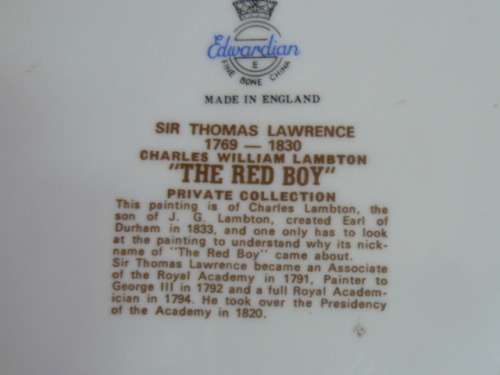 Edwardian
E
FINE BONE CHINA
MADE IN ENGLAND
SIR THOMAS LAWRENCE
1769 — 1830
CHARLES WILLIAM LAMBTON
"THE RED BOY"
PRIVATE COLLECTION
This painting is of Charles Lambton, the
son of J. G. Lambton, created Earl of
Durham in 1833, and one only has to look
at the painting to understand why its nick-
name of "The Red Boy" came about.
Sir Thomas Lawrence became an Associate
of the Royal Academy in 1791, Painter to
George III in 1792 and a full Royal Academ-
ician in 1794. He took over the Presidency
of the Academy in 1820.